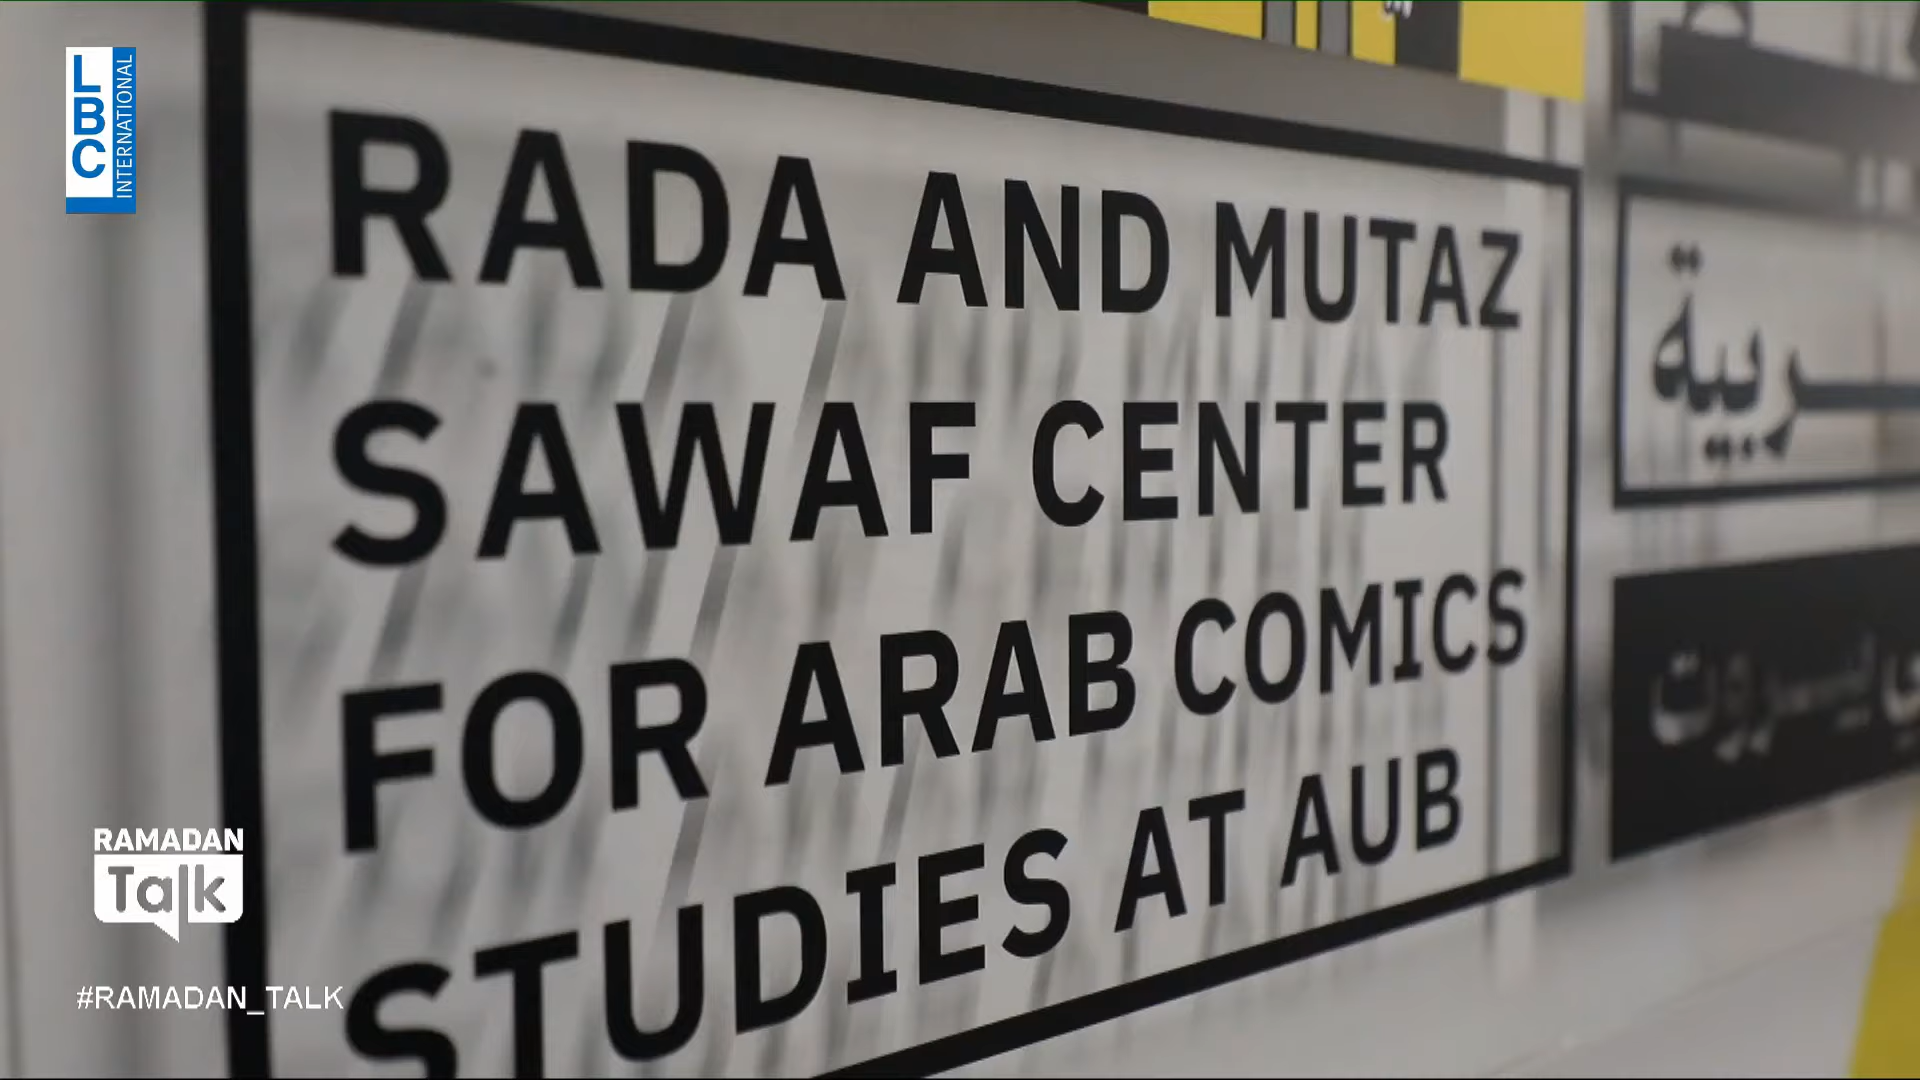 LBC
INTERNATIONAL
RADA AND MUTAZ
SAWAF CENTER
FOR ARAB COMICS
STUDIES AT AUB
RAMADAN
Talk
#RAMADAN_TALK